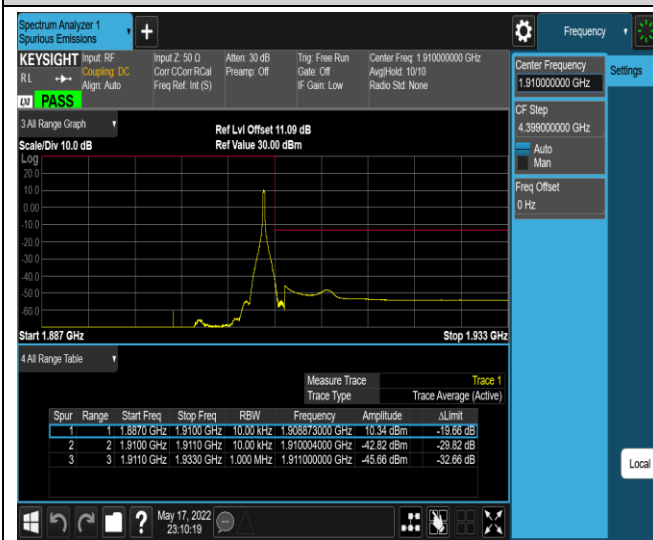 Spectrum Analyzer 1
Spurious Emissions
+
Frequency
KEYSIGHT
RL
LXI
PASS
Input: RF
Coupling: DC
Align: Auto
Input Z: 50 Ω
Corr CCorr RCal
Freq Ref: Int (S)
Atten: 30 dB
Preamp: Off
Trig: Free Run
Gate: Off
IF Gain: Low
Center Freq: 1.910000000 GHz
Avg|Hold: 10/10
Radio Std: None
Center Frequency
1.910000000 GHz
Settings
CF Step
4.399000000 GHz
Auto
Man
Freq Offset
0 Hz
3 All Range Graph
Scale/Div 10.0 dB
Ref Lvl Offset 11.09 dB
Ref Value 30.00 dBm
Log
20.0
10.0
0.00
-10.0
-20.0
-30.0
-40.0
-50.0
-60.0
Start 1.887 GHz
Stop 1.933 GHz
4 All Range Table
Measure Trace Trace 1
Trace Type Trace Average (Active)
Spur Range Start Freq Stop Freq RBW Frequency Amplitude ΔLimit
1 1 1.8870 GHz 1.9100 GHz 10.00 kHz 1.908873000 GHz 10.34 dBm -19.66 dB
2 2 1.9100 GHz 1.9110 GHz 10.00 kHz 1.910004000 GHz -42.82 dBm -29.82 dB
3 3 1.9110 GHz 1.9330 GHz 1.000 MHz 1.911000000 GHz -45.66 dBm -32.66 dB
Local
?
May 17, 2022
23:10:19